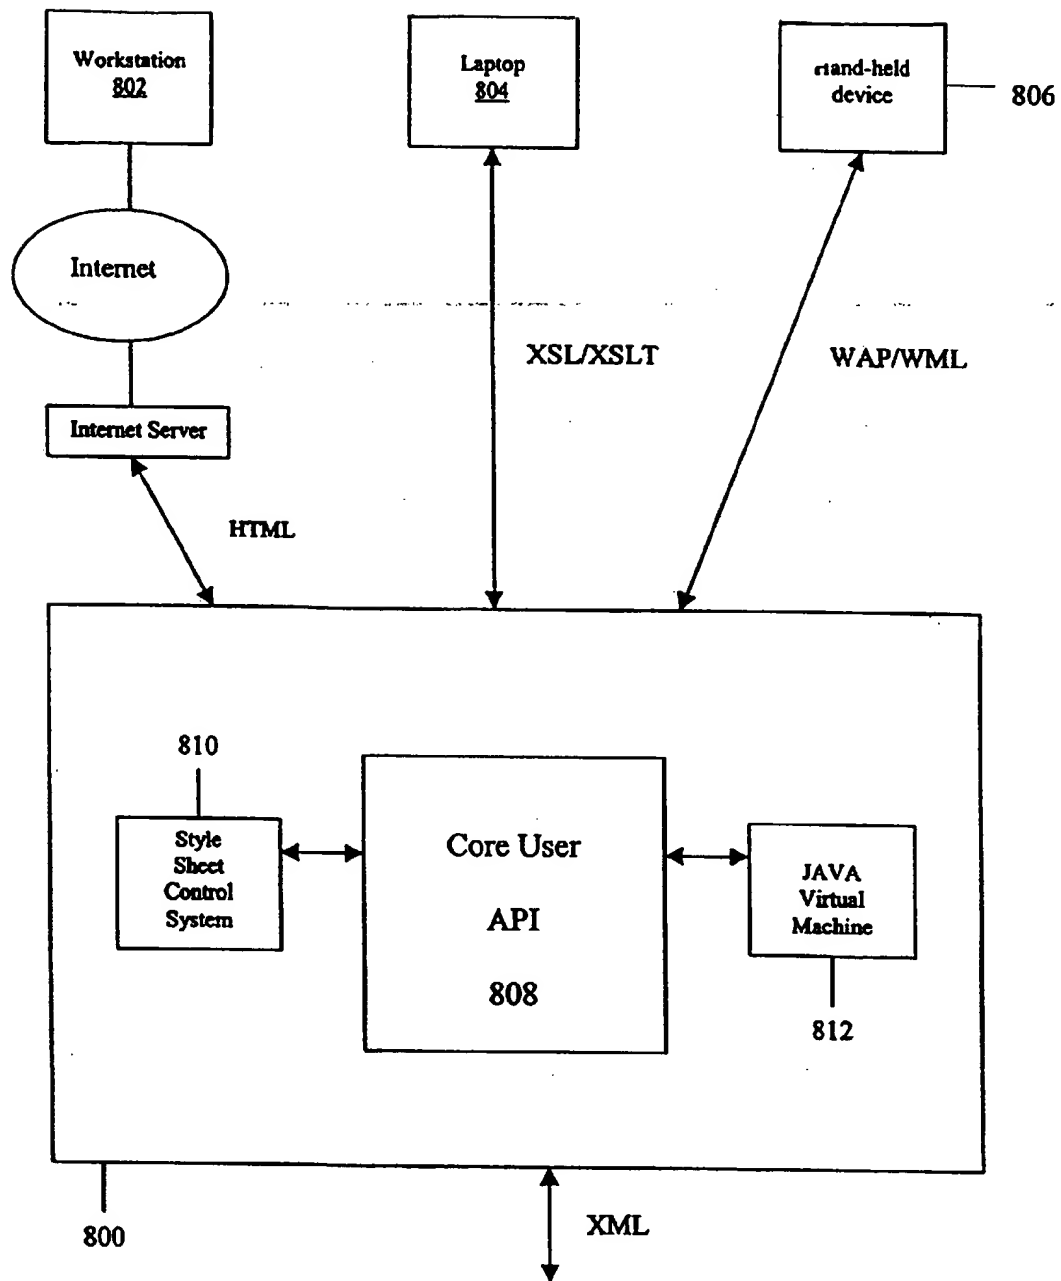 Workstation
802
Laptop
804
Hand-held
device
806
Internet
XSL/XSLT
WAP/WML
Internet Server
HTML
810
Style
Sheet
Control
System
Core User
API
808
JAVA
Virtual
Machine
812
800
XML